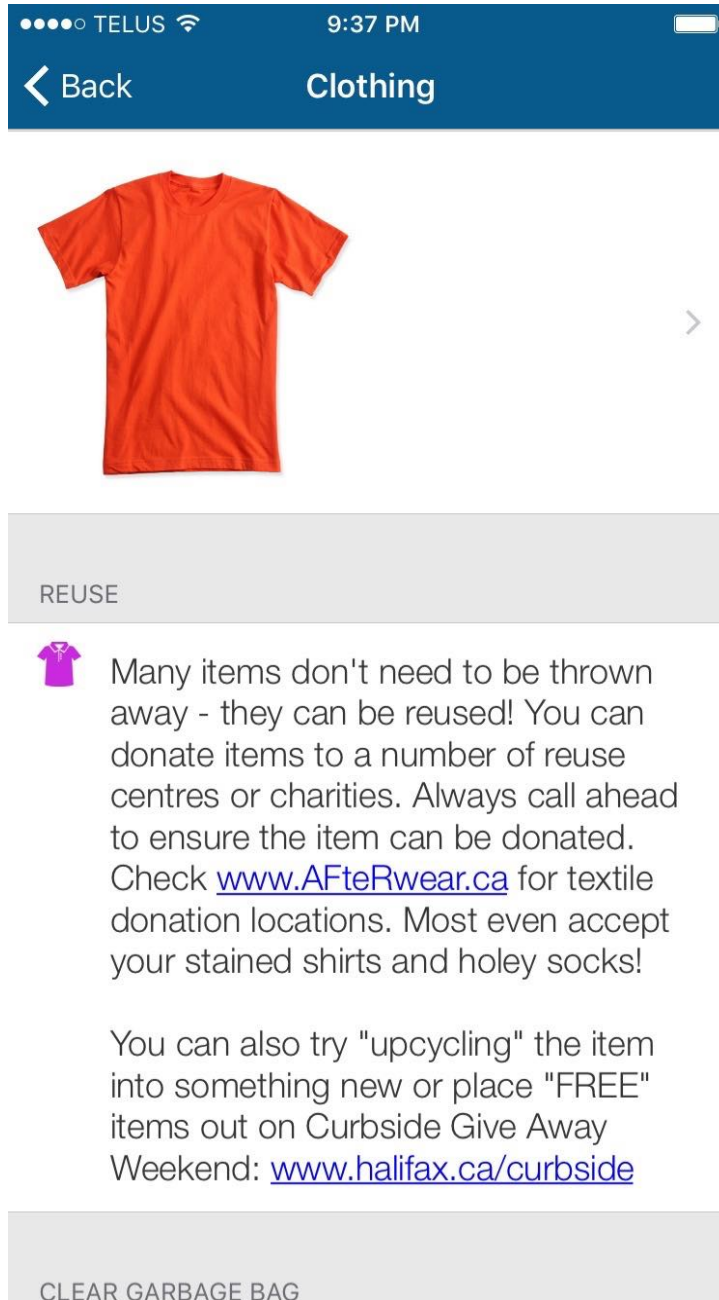 TELUS 9:37 PM
Back Clothing
REUSE
Many items don't need to be thrown
away - they can be reused! You can
donate items to a number of reuse
centres or charities. Always call ahead
to ensure the item can be donated.
Check www.AFteRwear.ca for textile
donation locations. Most even accept
your stained shirts and holey socks!
You can also try "upcycling" the item
into something new or place "FREE"
items out on Curbside Give Away
Weekend: www.halifax.ca/curbside
CLEAR GARBAGE BAG